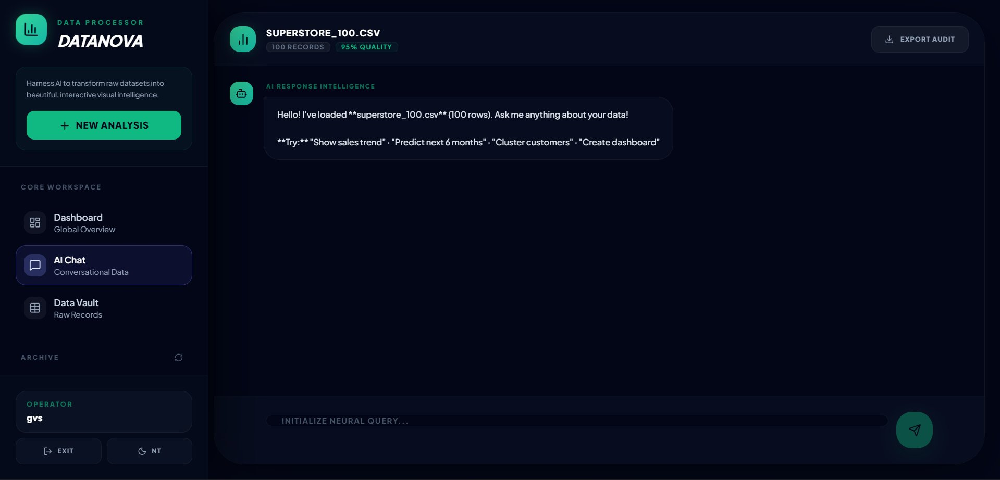 DATA PROCESSOR
DATANOVA
Harness AI to transform raw datasets into
beautiful, interactive visual intelligence.
NEW ANALYSIS
CORE WORKSPACE
Dashboard
Global Overview
AI Chat
Conversational Data
Data Vault
Raw Records
ARCHIVE
OPERATOR
gvs
EXIT
NT
SUPERSTORE_100.CSV
100 RECORDS
95% QUALITY
EXPORT AUDIT
AI RESPONSE INTELLIGENCE
Hello! I've loaded **superstore_100.csv** (100 rows). Ask me anything about your data!
**Try:** "Show sales trend" · "Predict next 6 months" · "Cluster customers" · "Create dashboard"
INITIALIZE NEURAL QUERY...